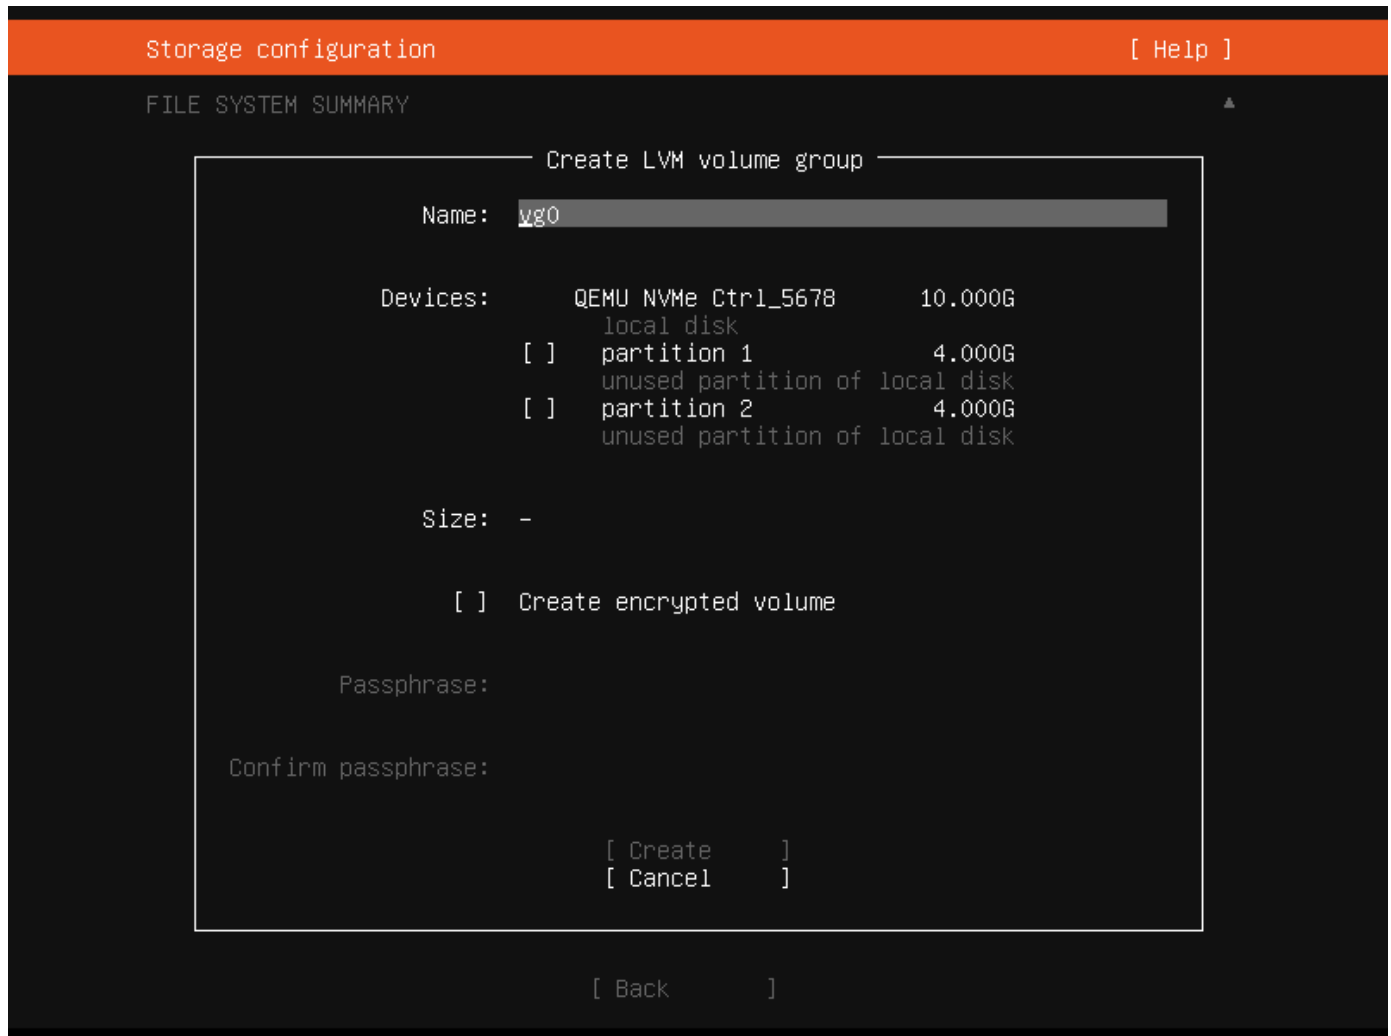 Storage configuration [ Help ]
FILE SYSTEM SUMMARY ▲
Create LVM volume group
Name: vg0
Devices: QEMU NVMe Ctrl_5678 10.000G
local disk
[ ] partition 1 4.000G
unused partition of local disk
[ ] partition 2 4.000G
unused partition of local disk
Size: -
[ ] Create encrypted volume
Passphrase:
Confirm passphrase:
[ Create ]
[ Cancel ]
[ Back ]